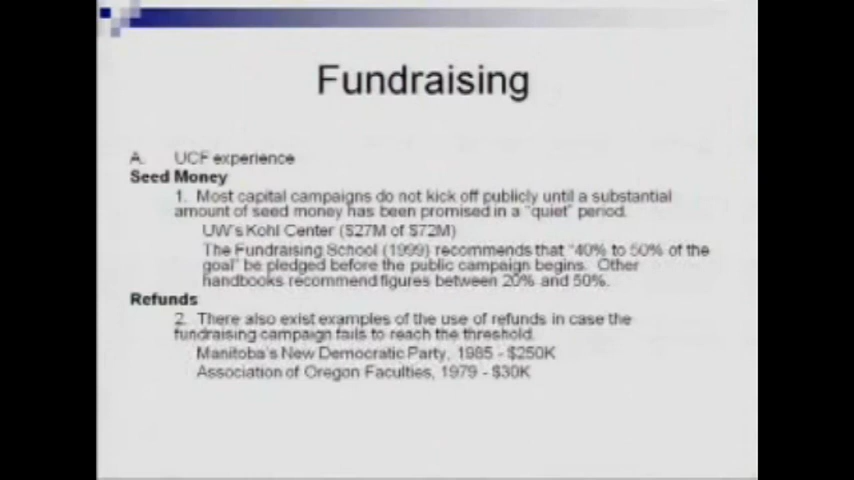 Fundraising
A. UCF experience
Seed Money
1. Most capital campaigns do not kick off publicly until a substantial
amount of seed money has been promised in a "quiet" period.
UW's Kohl Center ($27M of $72M)
The Fundraising School (1999) recommends that "40% to 50% of the
goal" be pledged before the public campaign begins. Other
handbooks recommend figures between 20% and 50%.
Refunds
2. There also exist examples of the use of refunds in case the
fundraising campaign fails to reach the threshold.
Manitoba's New Democratic Party, 1985 - $250K
Association of Oregon Faculties, 1979 - $30K